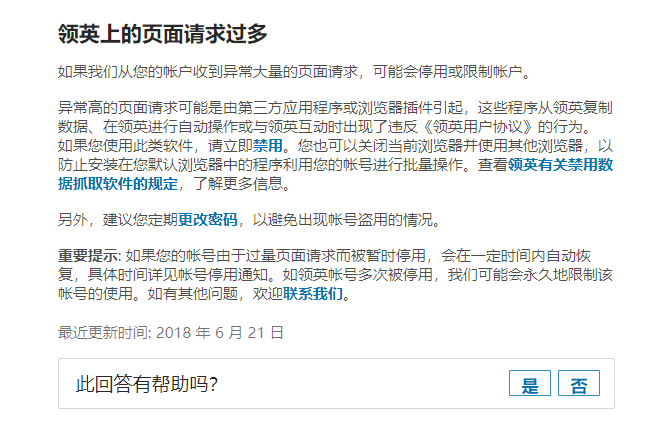 领英上的页面请求过多
如果我们从您的帐户收到异常大量的页面请求，可能会停用或限制帐户。
异常高的页面请求可能是由第三方应用程序或浏览器插件引起，这些程序从领英复制
数据、在领英进行自动操作或与领英互动时出现了违反《领英用户协议》的行为。
如果您使用此类软件，请立即禁用。您也可以关闭当前浏览器并使用其他浏览器，以
防止安装在您默认浏览器中的程序利用您的帐号进行批量操作。查看领英有关禁用数
据抓取软件的规定，了解更多信息。
另外，建议您定期更改密码，以避免出现帐号盗用的情况。
重要提示: 如果您的帐号由于过量页面请求而被暂时停用，会在一定时间内自动恢
复，具体时间详见帐号停用通知。如领英帐号多次被停用，我们可能会永久地限制该
帐号的使用。如有其他问题，欢迎联系我们。
最近更新时间: 2018 年 6 月 21 日
此回答有帮助吗？ 是 否